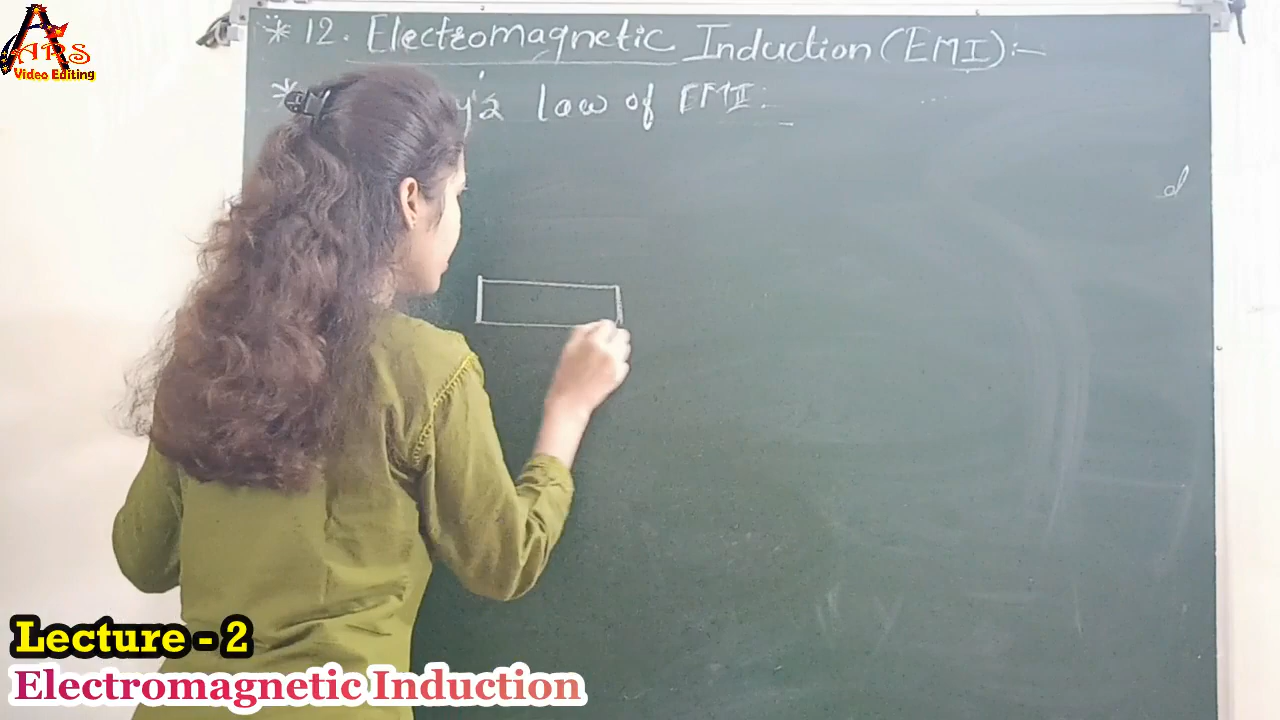 ARS
Video Editing
* 12. Electromagnetic Induction (EMI):-
* y's law of EMI:
d
Lecture - 2
Electromagnetic Induction